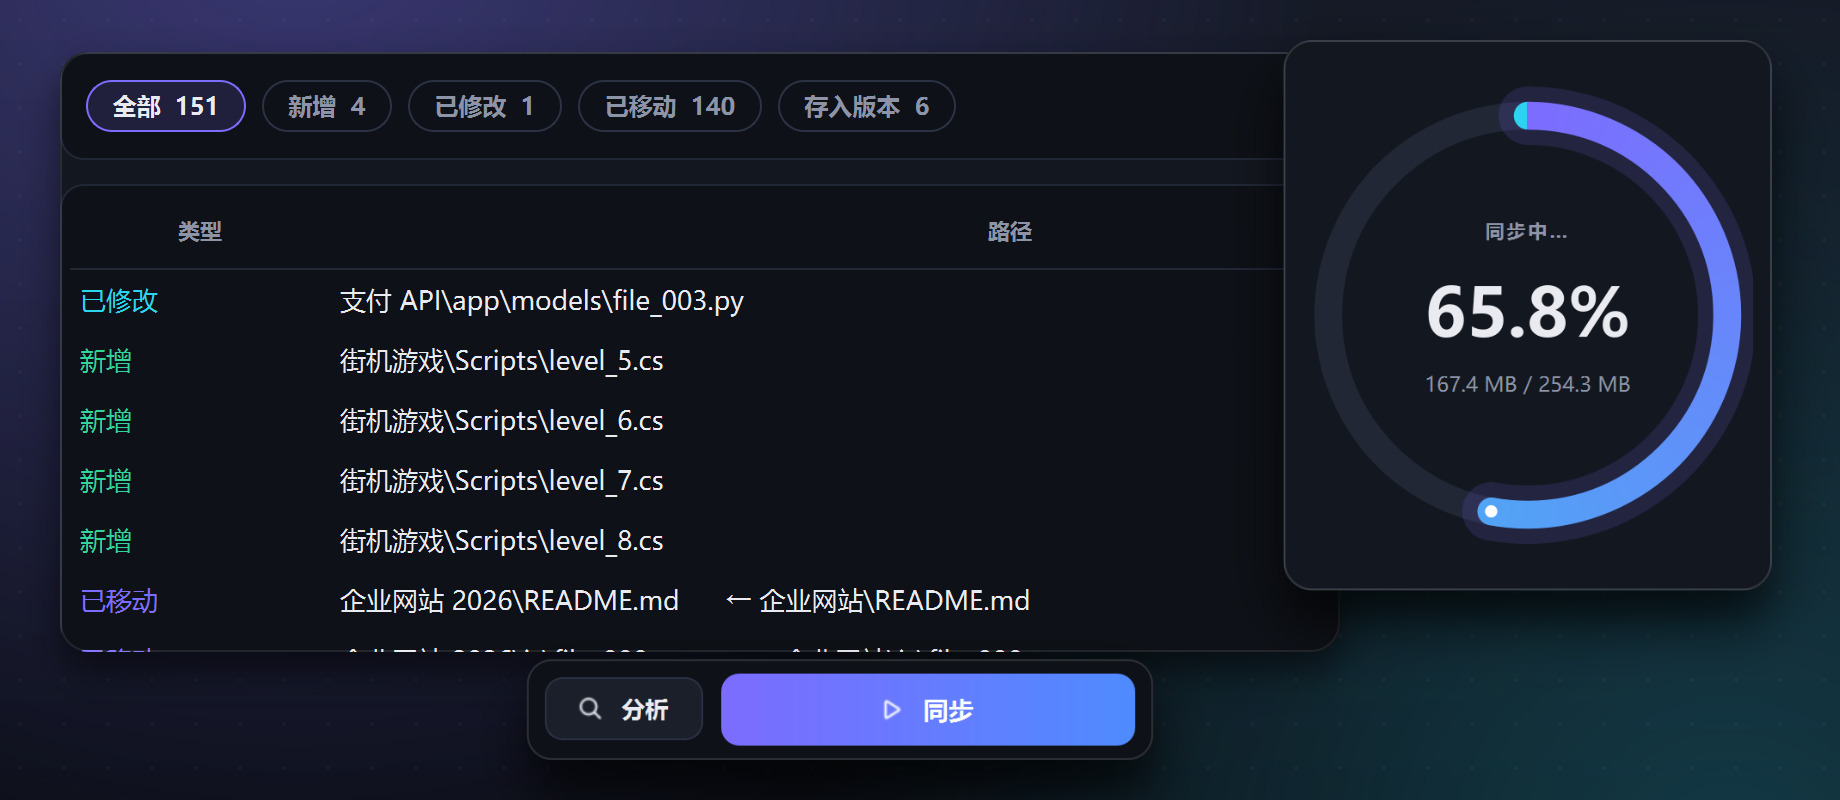 全部 151
新增 4
已修改 1
已移动 140
存入版本 6
类型
路径
已修改
支付 API\app\models\file_003.py
新增
街机游戏\Scripts\level_5.cs
新增
街机游戏\Scripts\level_6.cs
新增
街机游戏\Scripts\level_7.cs
新增
街机游戏\Scripts\level_8.cs
已移动
企业网站 2026\README.md ← 企业网站\README.md
同步中...
65.8%
167.4 MB / 254.3 MB
分析
同步